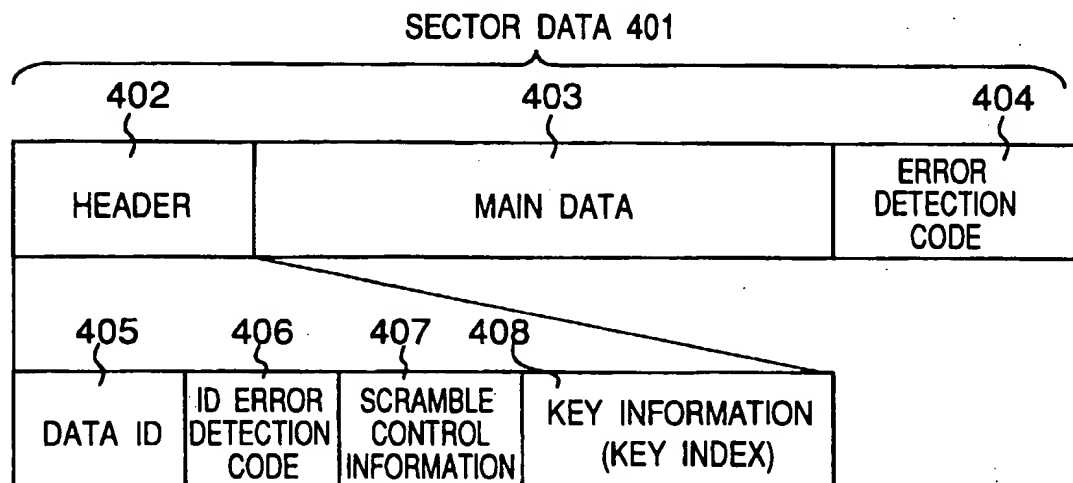 SECTOR DATA 401
402 403 404
HEADER
MAIN DATA
ERROR
DETECTION
CODE
405 406 407 408
DATA ID
ID ERROR
DETECTION
CODE
SCRAMBLE
CONTROL
INFORMATION
KEY INFORMATION
(KEY INDEX)